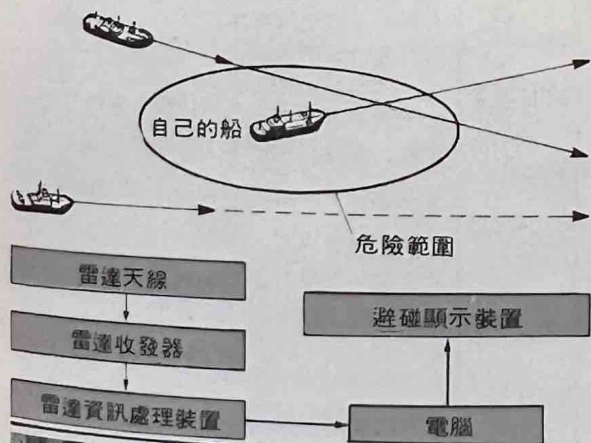 自己的船
危險範圍
雷達天線
雷達收發器
雷達資訊處理裝置
電腦
避碰顯示裝置